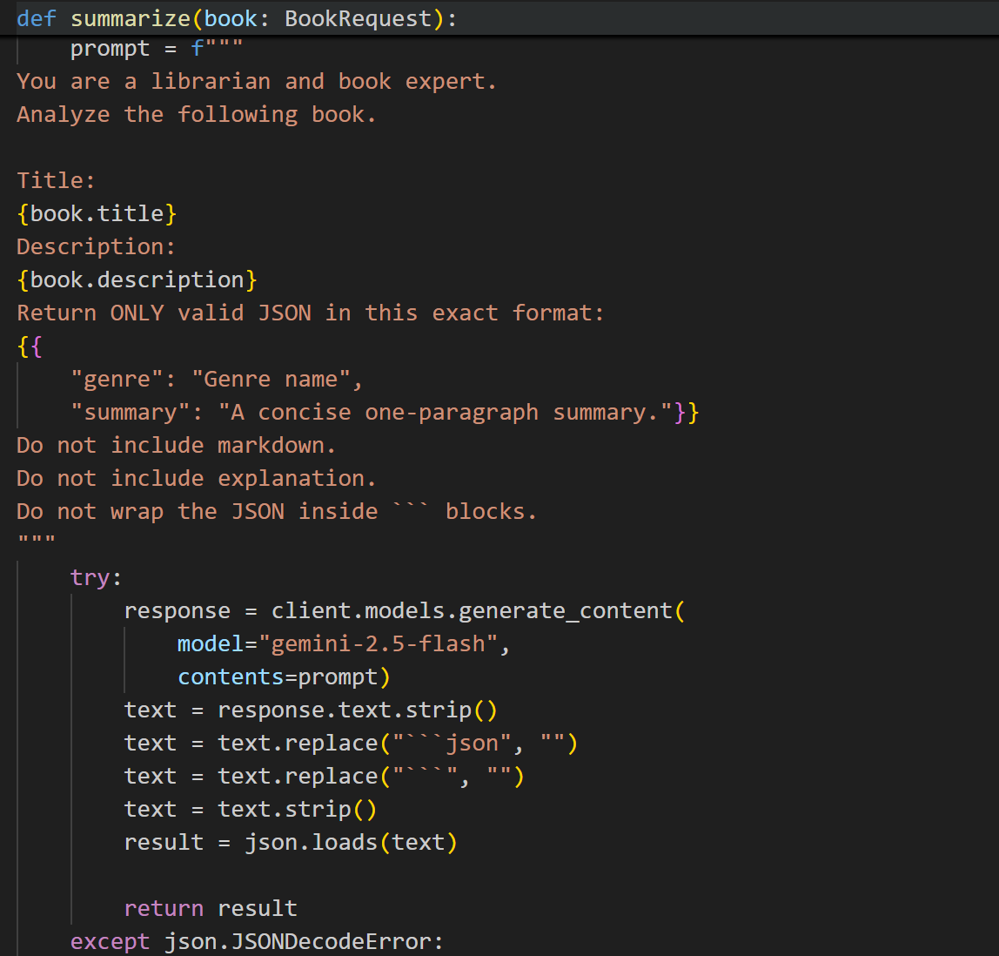 def summarize(book: BookRequest):
    prompt = f"""
You are a librarian and book expert.
Analyze the following book.

Title:
{book.title}
Description:
{book.description}
Return ONLY valid JSON in this exact format:
{{
    "genre": "Genre name",
    "summary": "A concise one-paragraph summary."}}
Do not include markdown.
Do not include explanation.
Do not wrap the JSON inside ``` blocks.
"""
    try:
        response = client.models.generate_content(
            model="gemini-2.5-flash",
            contents=prompt)
        text = response.text.strip()
        text = text.replace("```json", "")
        text = text.replace("```", "")
        text = text.strip()
        result = json.loads(text)

        return result
    except json.JSONDecodeError: